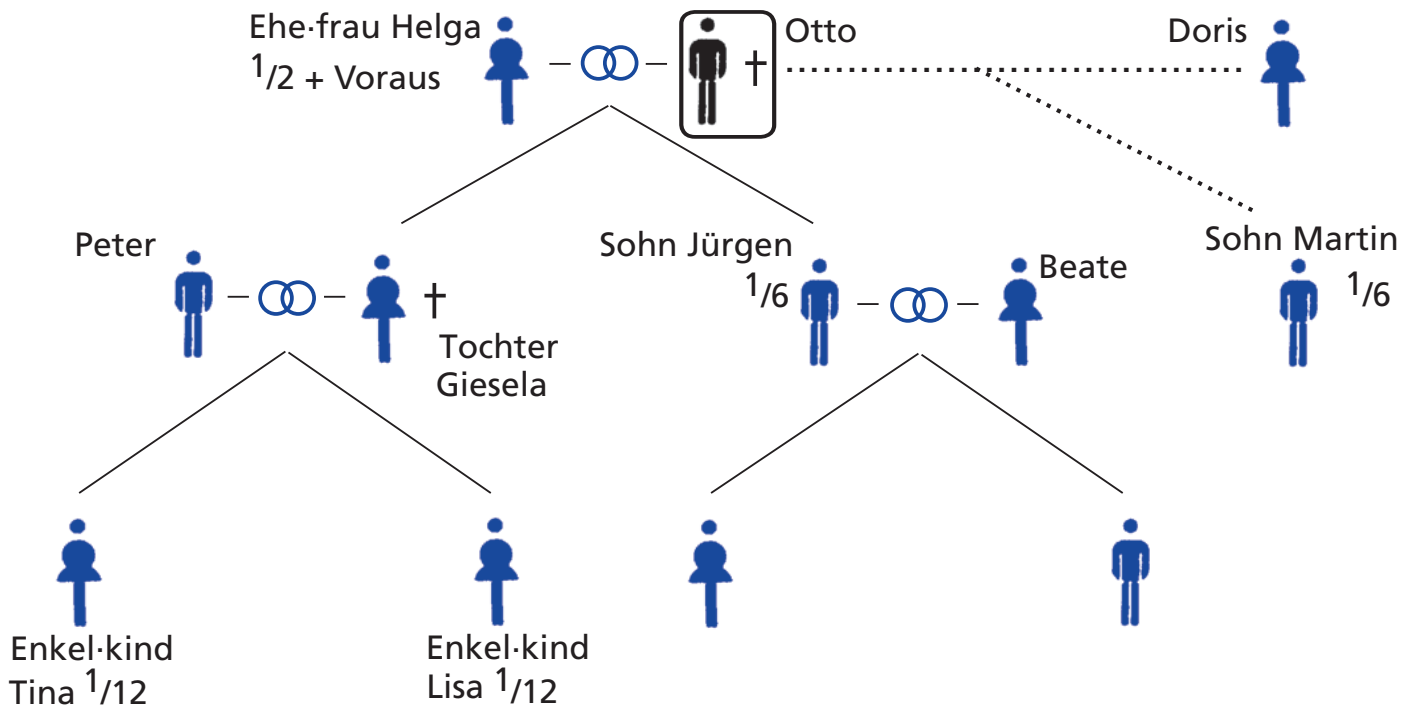 Ehe·frau Helga
1/2 + Voraus
†
Otto
Doris
Peter
†
Tochter
Giesela
Sohn Jürgen
1/6
Beate
Sohn Martin
1/6
Enkel·kind
Tina 1/12
Enkel·kind
Lisa 1/12